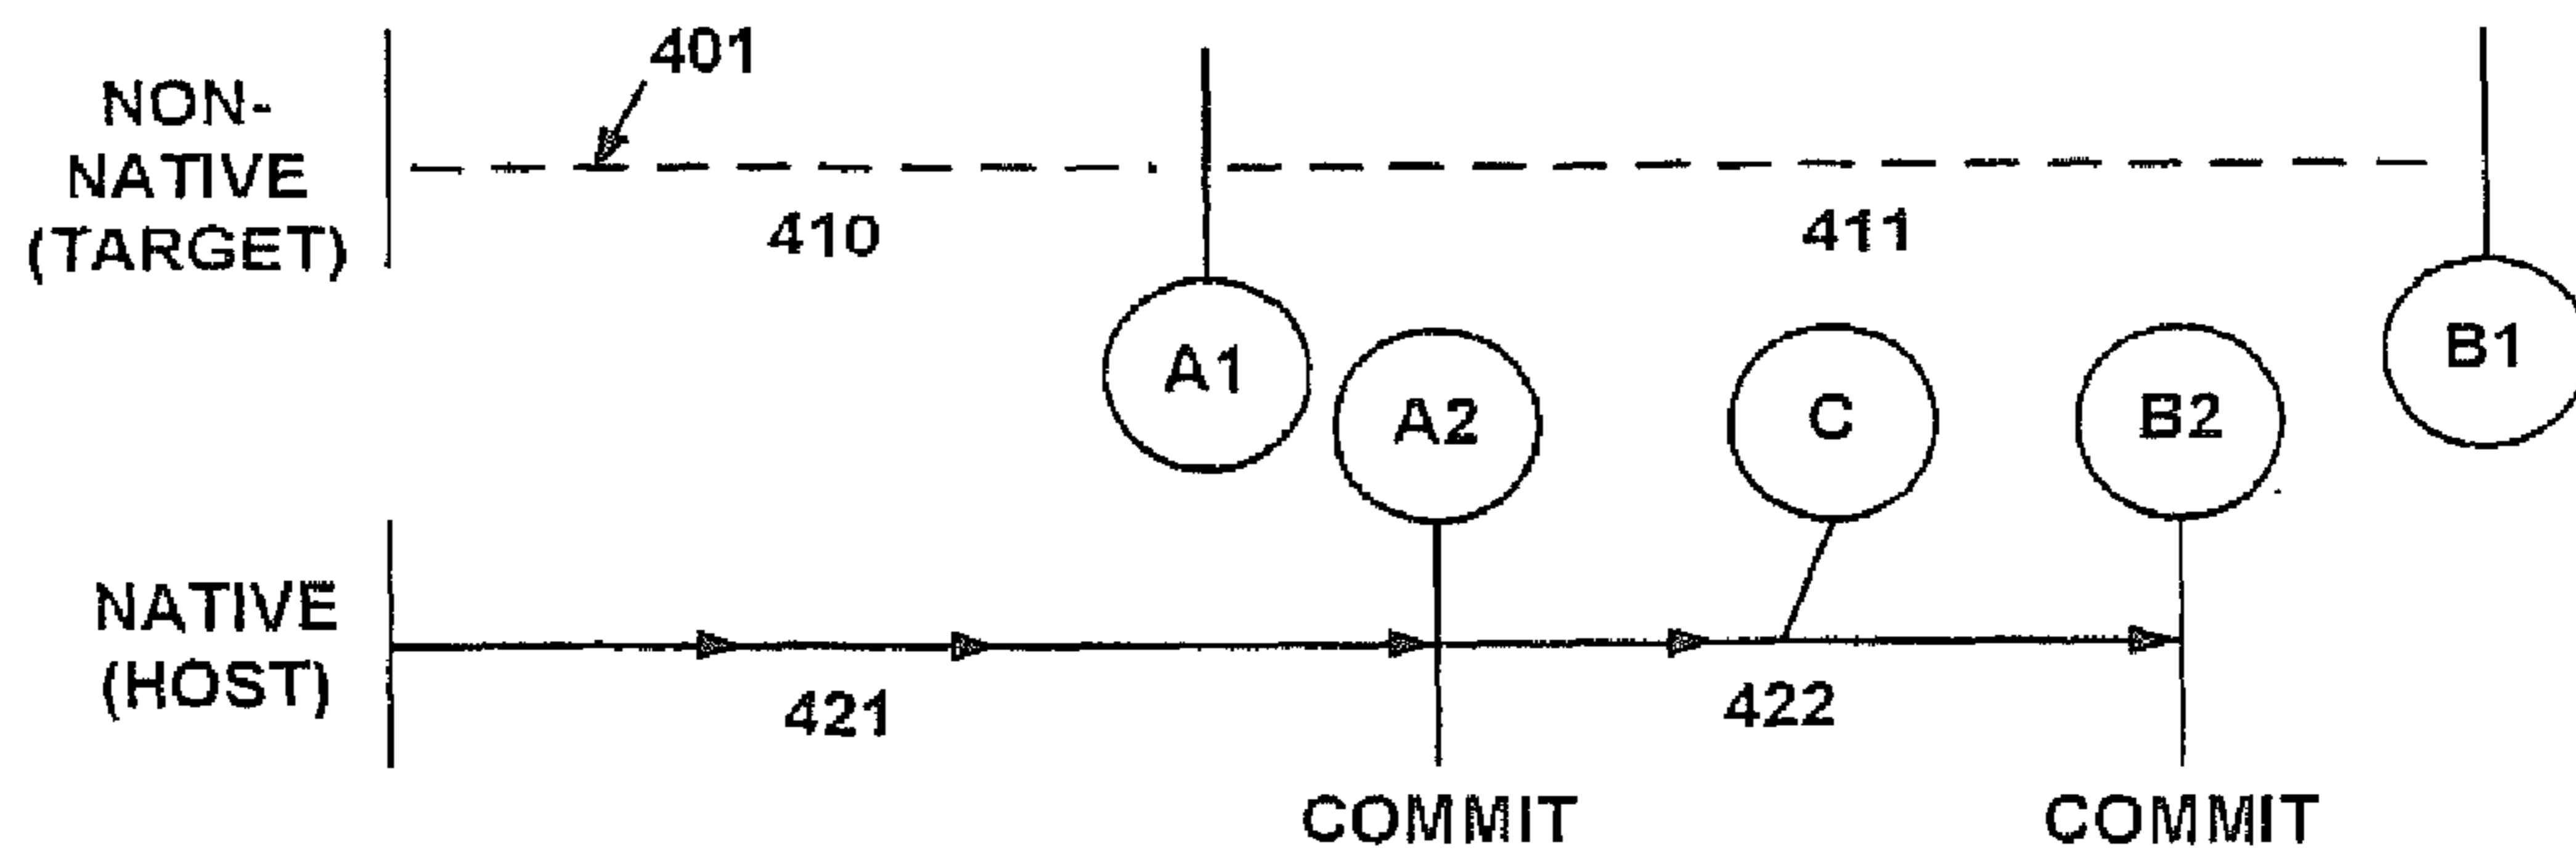 401
NON-
NATIVE
(TARGET)
410
411
A1
A2
C
B2
B1
NATIVE
(HOST)
421
422
COMMIT
COMMIT